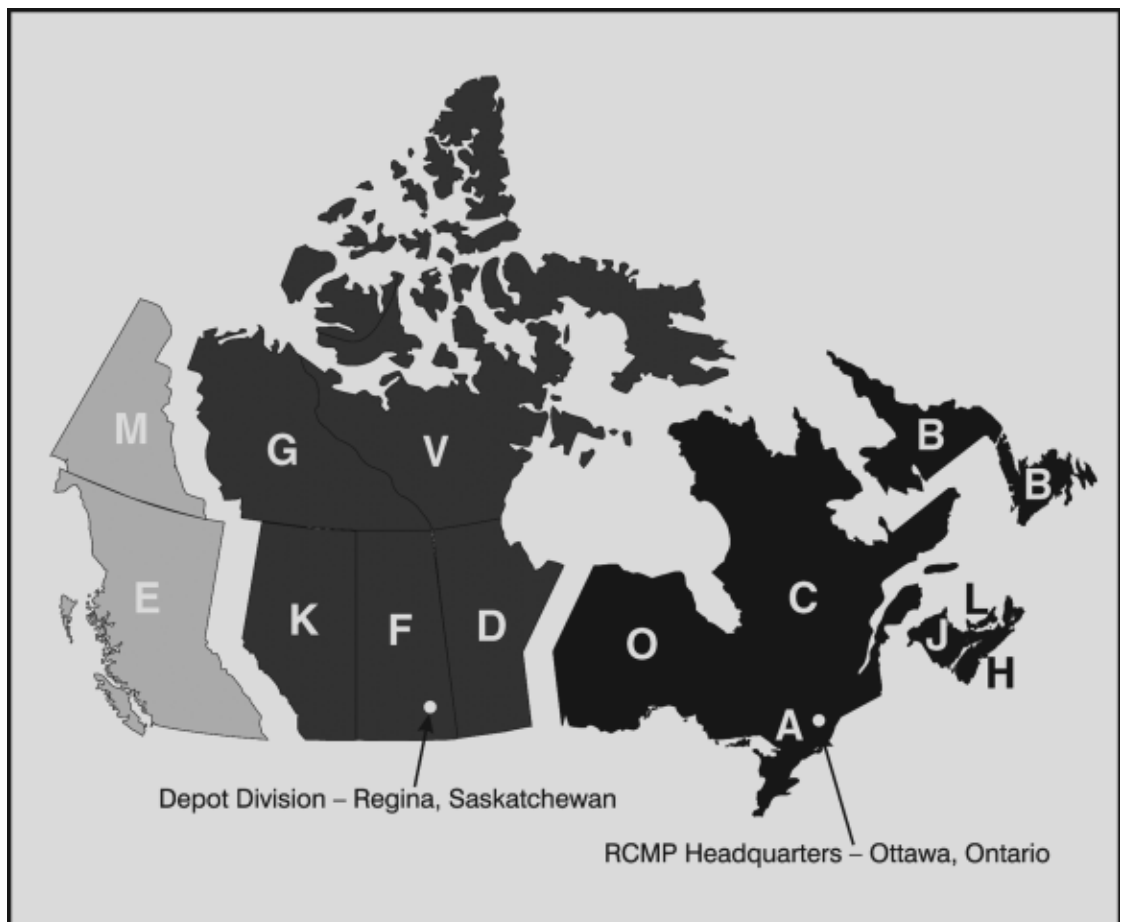 M
G
V
B
B
E
K
F
D
O
C
L
J
H
A
Depot Division – Regina, Saskatchewan
RCMP Headquarters – Ottawa, Ontario